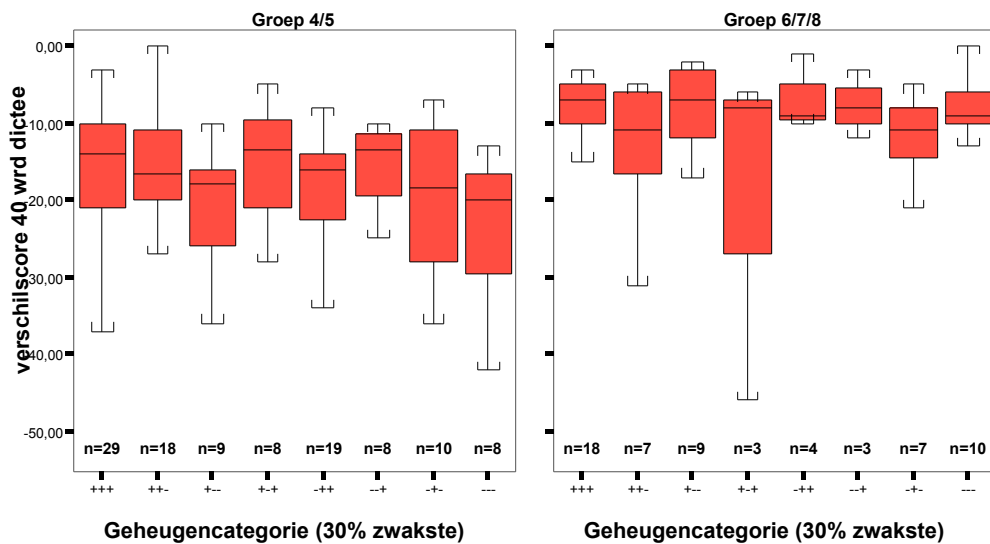 Groep 4/5
Groep 6/7/8
verschilscore 40 wrd dictee
0,00
-10,00
-20,00
-30,00
-40,00
-50,00
n=29 n=18 n=9 n=8 n=19 n=8 n=10 n=8
n=18 n=7 n=9 n=3 n=4 n=3 n=7 n=10
+++ ++- +-- +-+ -++ --+ -+- ---
+++ ++- +-- +-+ -++ --+ -+- ---
Geheugencategorie (30% zwakste)
Geheugencategorie (30% zwakste)